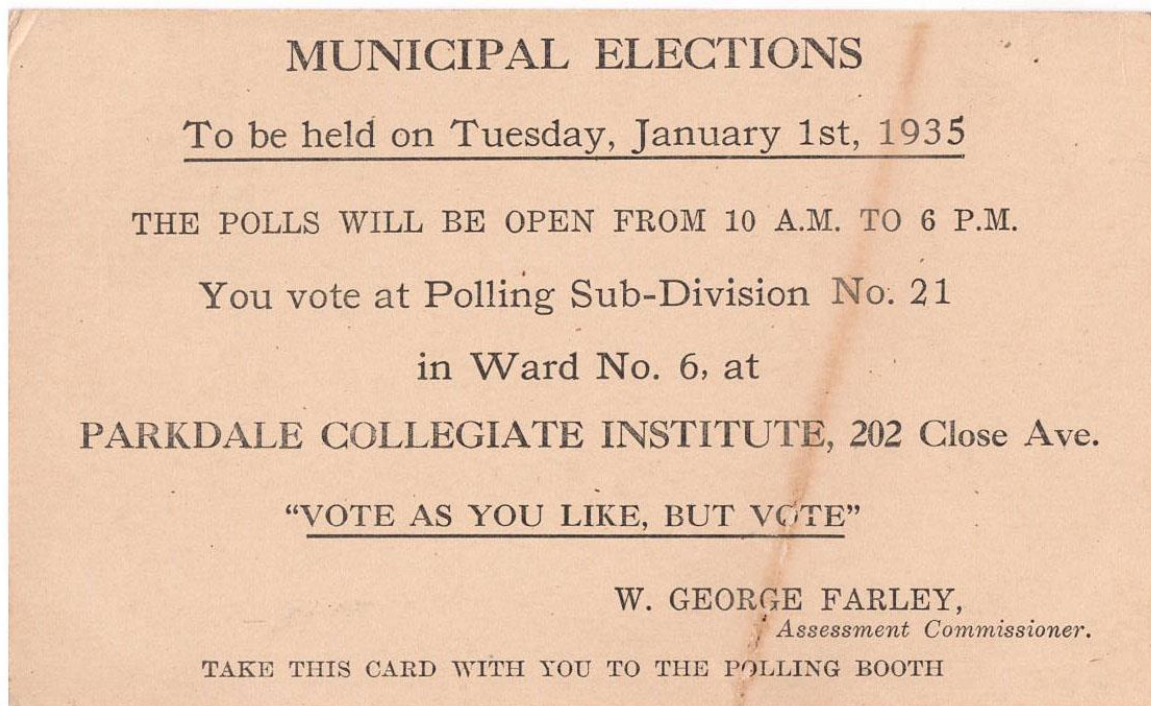 MUNICIPAL ELECTIONS
To be held on Tuesday, January 1st, 1935
THE POLLS WILL BE OPEN FROM 10 A.M. TO 6 P.M.
You vote at Polling Sub-Division No. 21
in Ward No. 6, at
PARKDALE COLLEGIATE INSTITUTE, 202 Close Ave.
“VOTE AS YOU LIKE, BUT VOTE”
W. GEORGE FARLEY,
Assessment Commissioner.
TAKE THIS CARD WITH YOU TO THE POLLING BOOTH